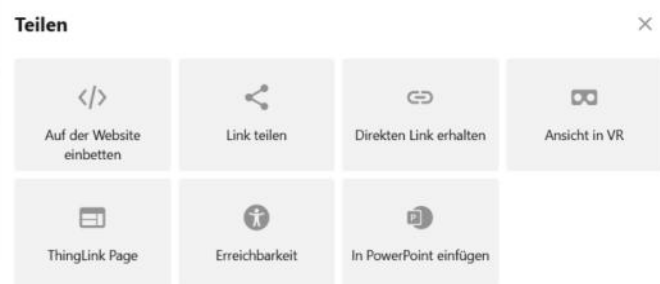 Teilen
Auf der Website
einbetten
Link teilen
Direkten Link erhalten
Ansicht in VR
ThingLink Page
Erreichbarkeit
In PowerPoint einfügen